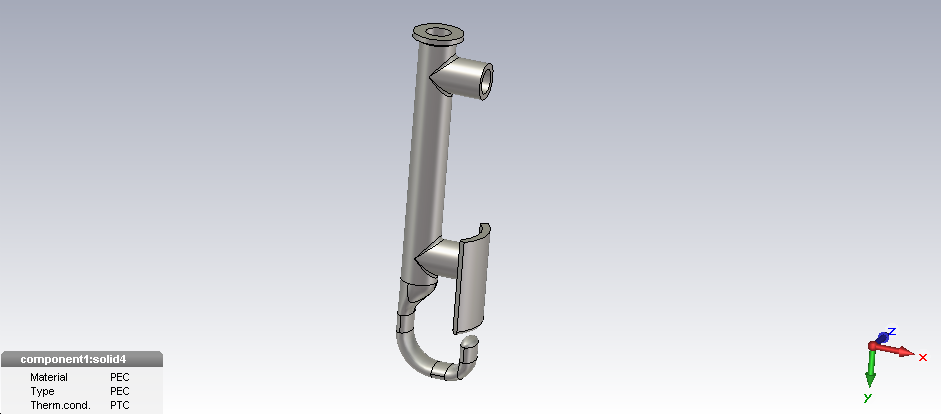 component1:solid4
Material PEC
Type PEC
Therm.cond. PTC
z
x
y